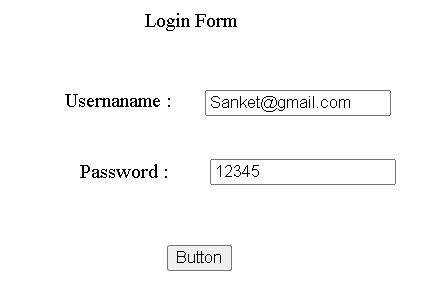 Login Form
Usernaname : Sanket@gmail.com
Password : 12345
Button